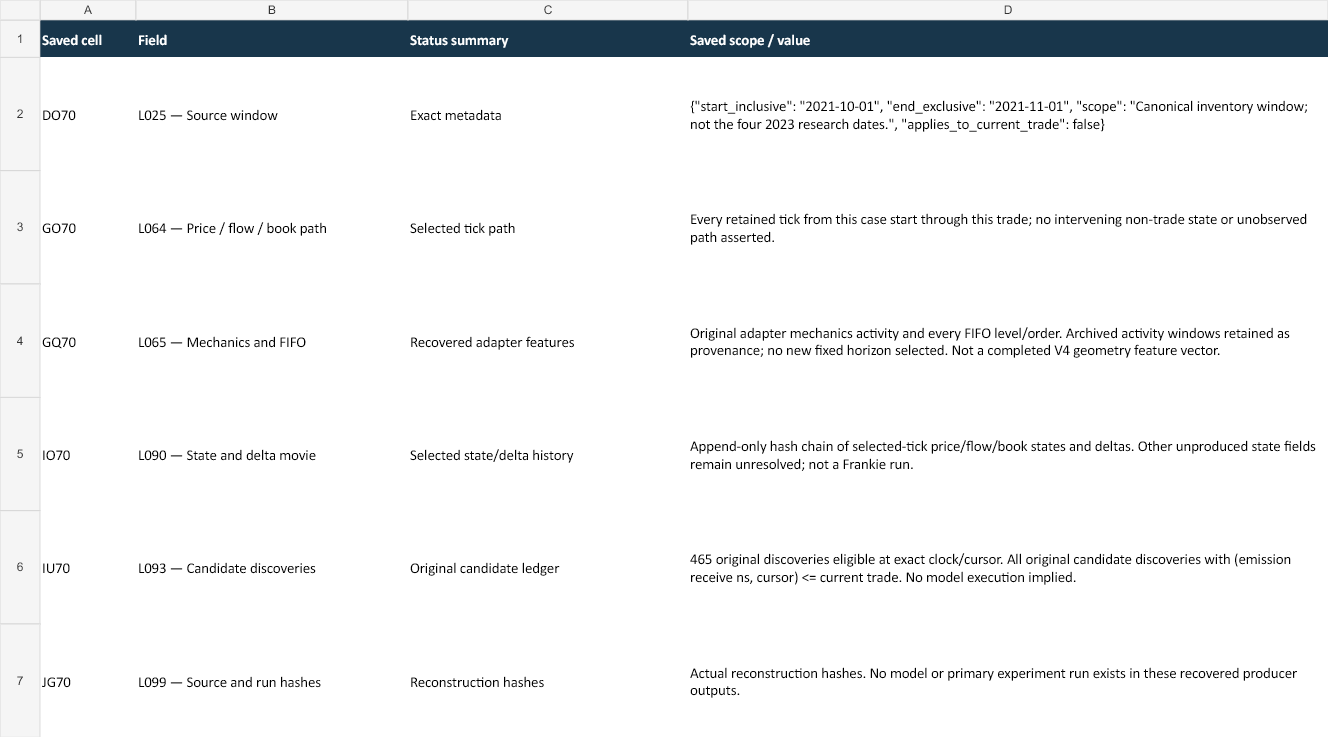 A B C D
1 Saved cell Field Status summary Saved scope / value
2 DO70 L025 — Source window Exact metadata {"start_inclusive": "2021-10-01", "end_exclusive": "2021-11-01", "scope": "Canonical inventory window;
not the four 2023 research dates.", "applies_to_current_trade": false}
3 GO70 L064 — Price / flow / book path Selected tick path Every retained tick from this case start through this trade; no intervening non-trade state or unobserved
path asserted.
4 GQ70 L065 — Mechanics and FIFO Recovered adapter features Original adapter mechanics activity and every FIFO level/order. Archived activity windows retained as
provenance; no new fixed horizon selected. Not a completed V4 geometry feature vector.
5 IO70 L090 — State and delta movie Selected state/delta history Append-only hash chain of selected-tick price/flow/book states and deltas. Other unproduced state fields
remain unresolved; not a Frankie run.
6 IU70 L093 — Candidate discoveries Original candidate ledger 465 original discoveries eligible at exact clock/cursor. All original candidate discoveries with (emission
receive ns, cursor) <= current trade. No model execution implied.
7 JG70 L099 — Source and run hashes Reconstruction hashes Actual reconstruction hashes. No model or primary experiment run exists in these recovered producer
outputs.